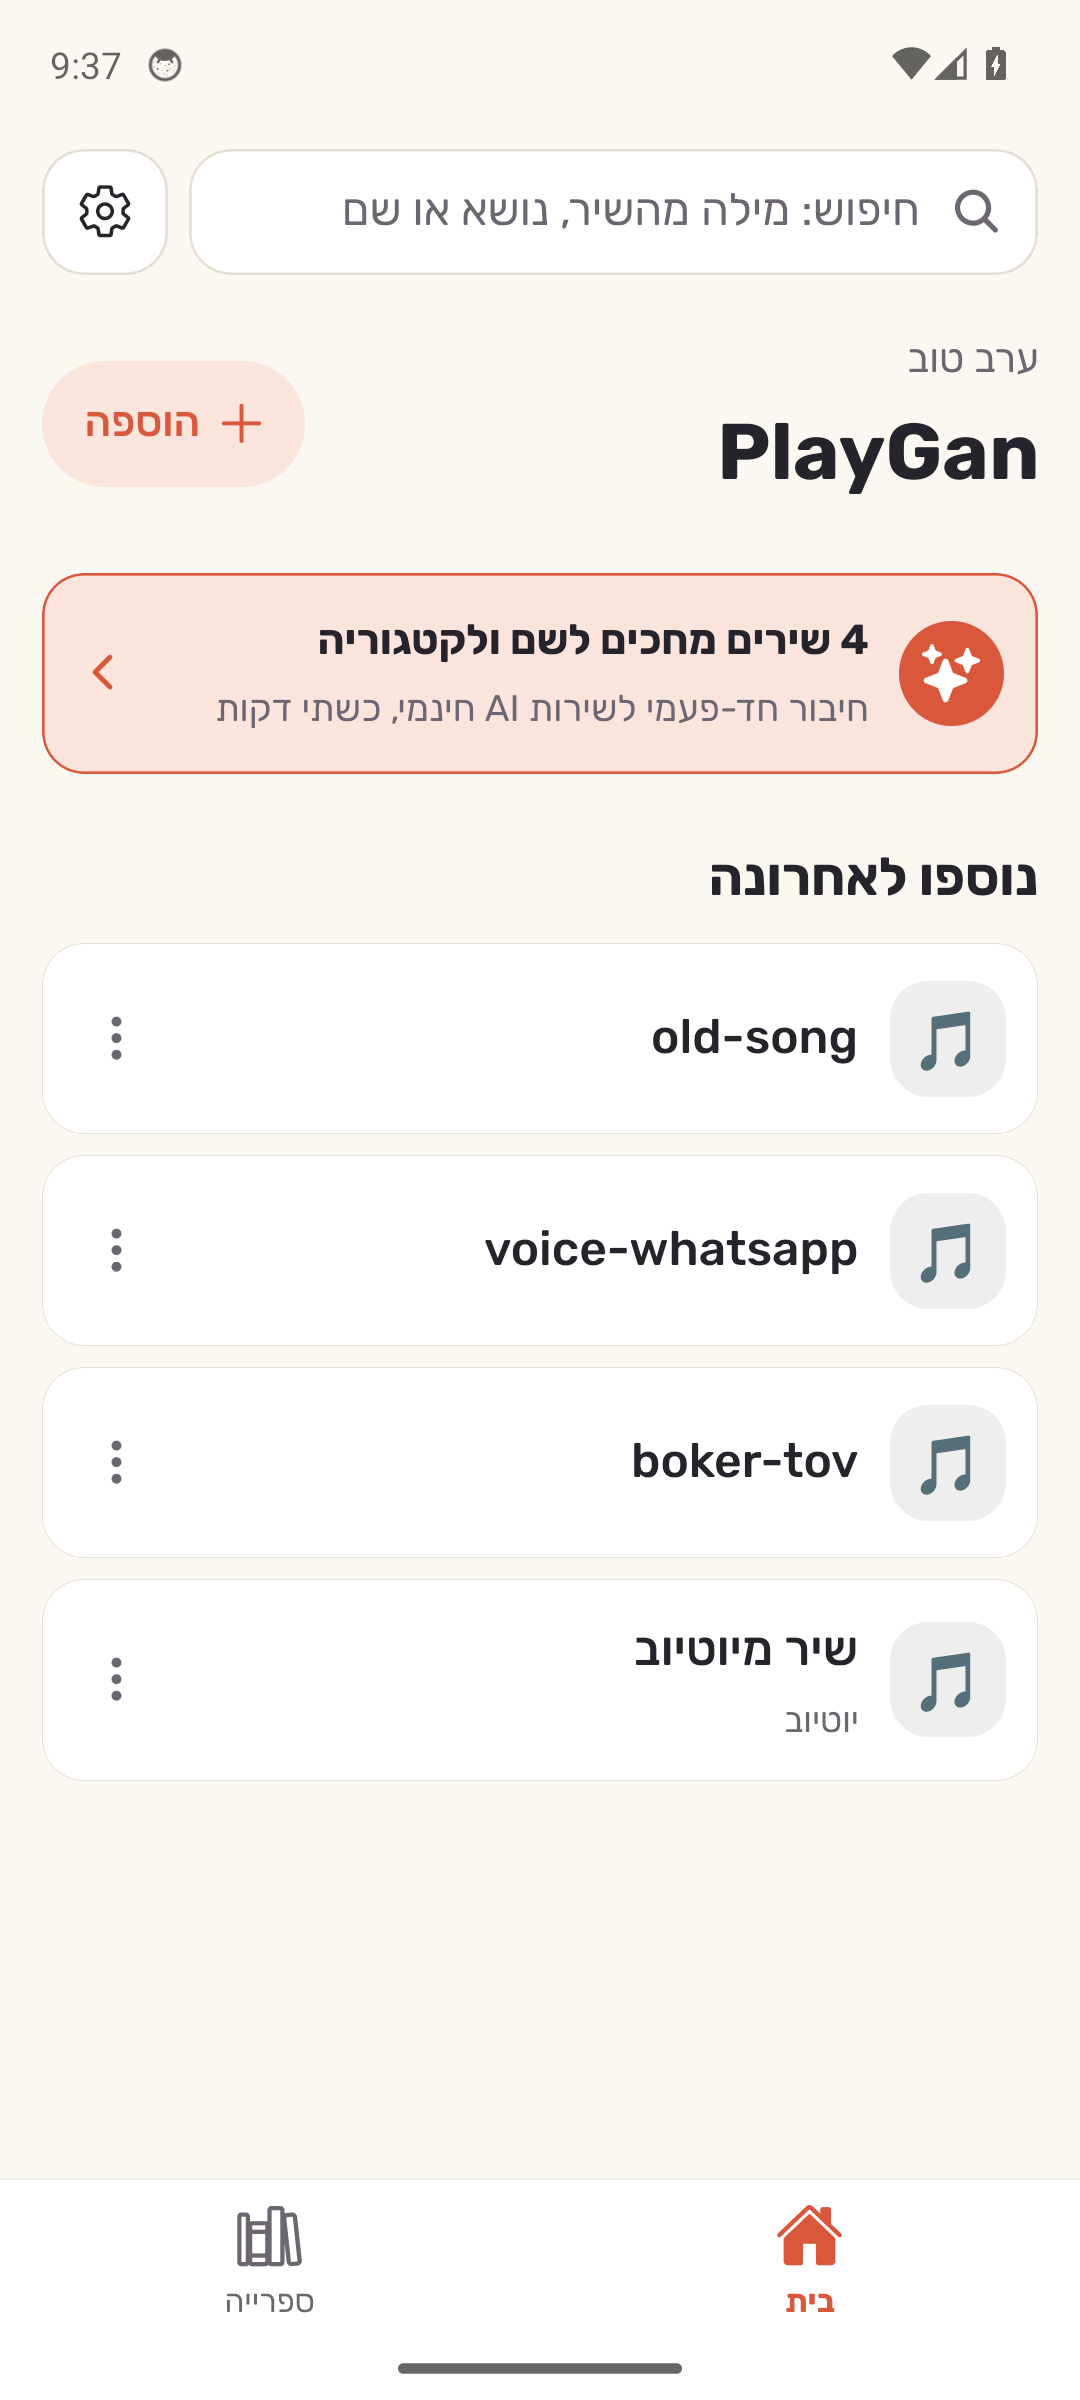 9:37
חיפוש: מילה מהשיר, נושא או שם
ערב טוב
PlayGan
הוספה
4 שירים מחכים לשם ולקטגוריה
חיבור חד-פעמי לשירות AI חינמי, כשתי דקות
נוספו לאחרונה
old-song
voice-whatsapp
boker-tov
שיר מיוטיוב
יוטיוב
בית
ספרייה